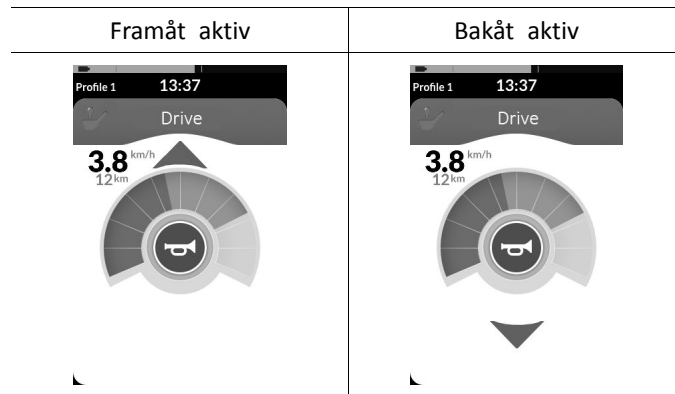 Framåt aktiv
Bakåt aktiv
Profile 1 13:37
Drive
3.8 km/h
12 km
Profile 1 13:37
Drive
3.8 km/h
12 km